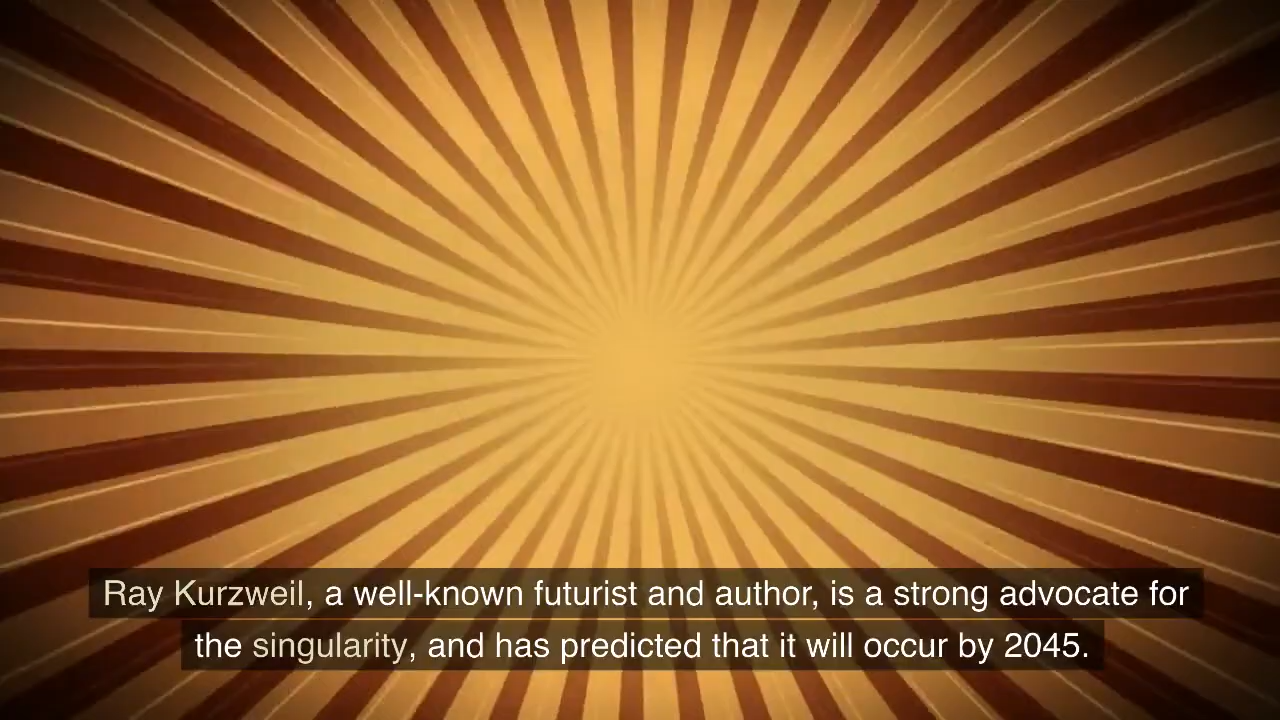 Ray Kurzweil, a well-known futurist and author, is a strong advocate for
the singularity, and has predicted that it will occur by 2045.